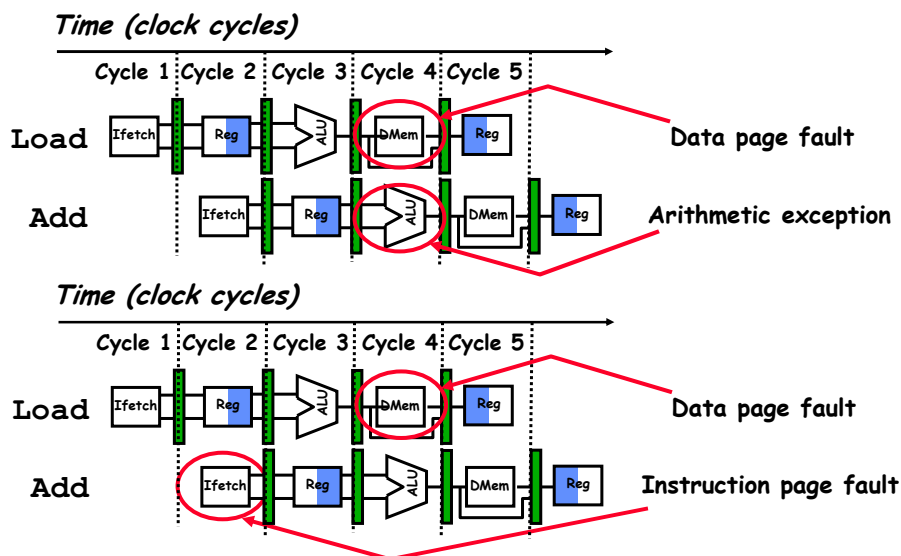 Time (clock cycles)
Cycle 1 Cycle 2 Cycle 3 Cycle 4 Cycle 5
Load Ifetch Reg ALU DMem Reg Data page fault
Add Ifetch Reg ALU DMem Reg Arithmetic exception
Time (clock cycles)
Cycle 1 Cycle 2 Cycle 3 Cycle 4 Cycle 5
Load Ifetch Reg ALU DMem Reg Data page fault
Add Ifetch Reg ALU DMem Reg Instruction page fault